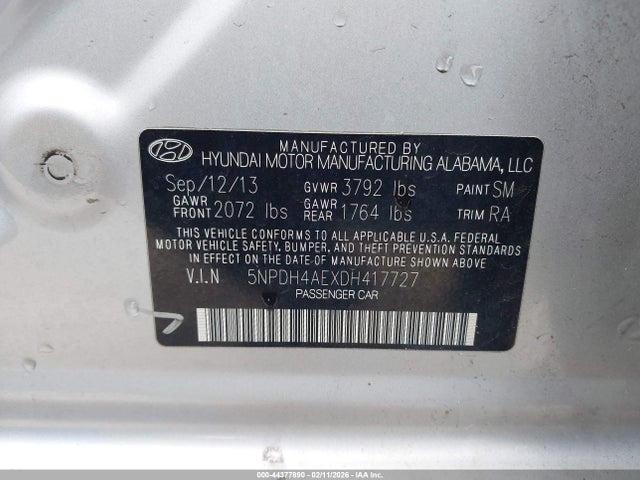 MANUFACTURED BY
HYUNDAI MOTOR MANUFACTURING ALABAMA, LLC
Sep/12/13 GVWR 3792 lbs PAINT SM
GAWR FRONT 2072 lbs GAWR REAR 1764 lbs TRIM RA
THIS VEHICLE CONFORMS TO ALL APPLICABLE U.S.A. FEDERAL
MOTOR VEHICLE SAFETY, BUMPER, AND THEFT PREVENTION STANDARDS
IN EFFECT ON THE DATE OF MANUFACTURE SHOWN ABOVE.
V.I.N 5NPDH4AEXDH417727
PASSENGER CAR
000-44377890 - 02/11/2026 - COPYRIGHT IAA, LLC